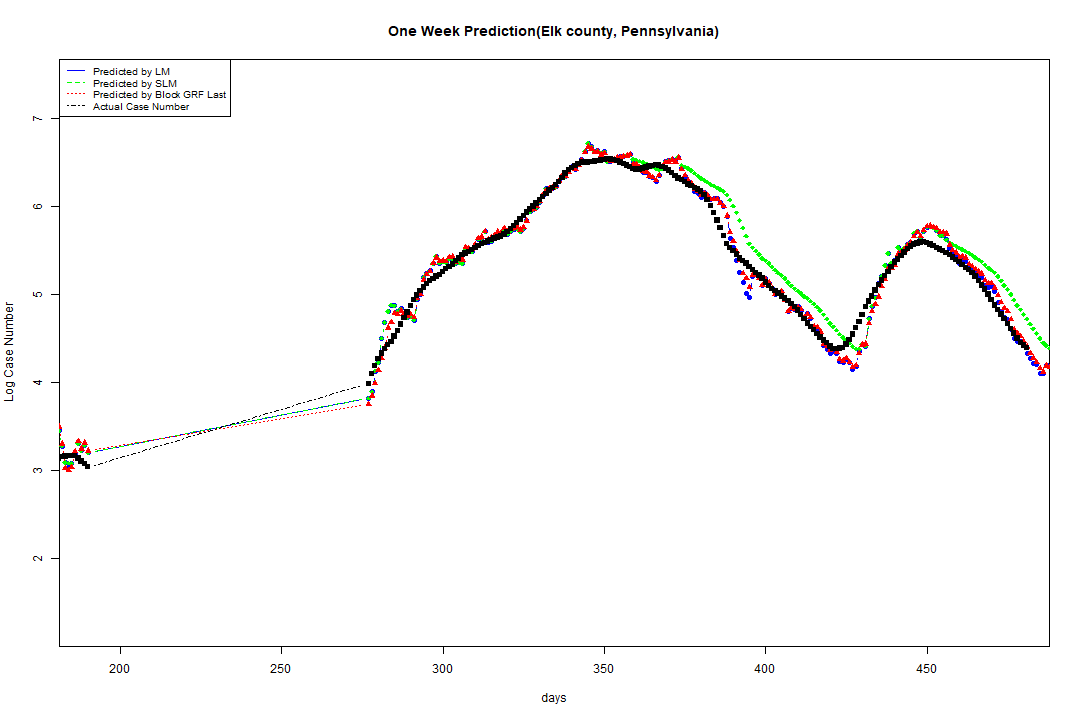 One Week Prediction(Elk county, Pennsylvania)
Predicted by LM
Predicted by SLM
Predicted by Block GRF Last
Actual Case Number
7
6
5
4
3
2
Log Case Number
200 250 300 350 400 450
days